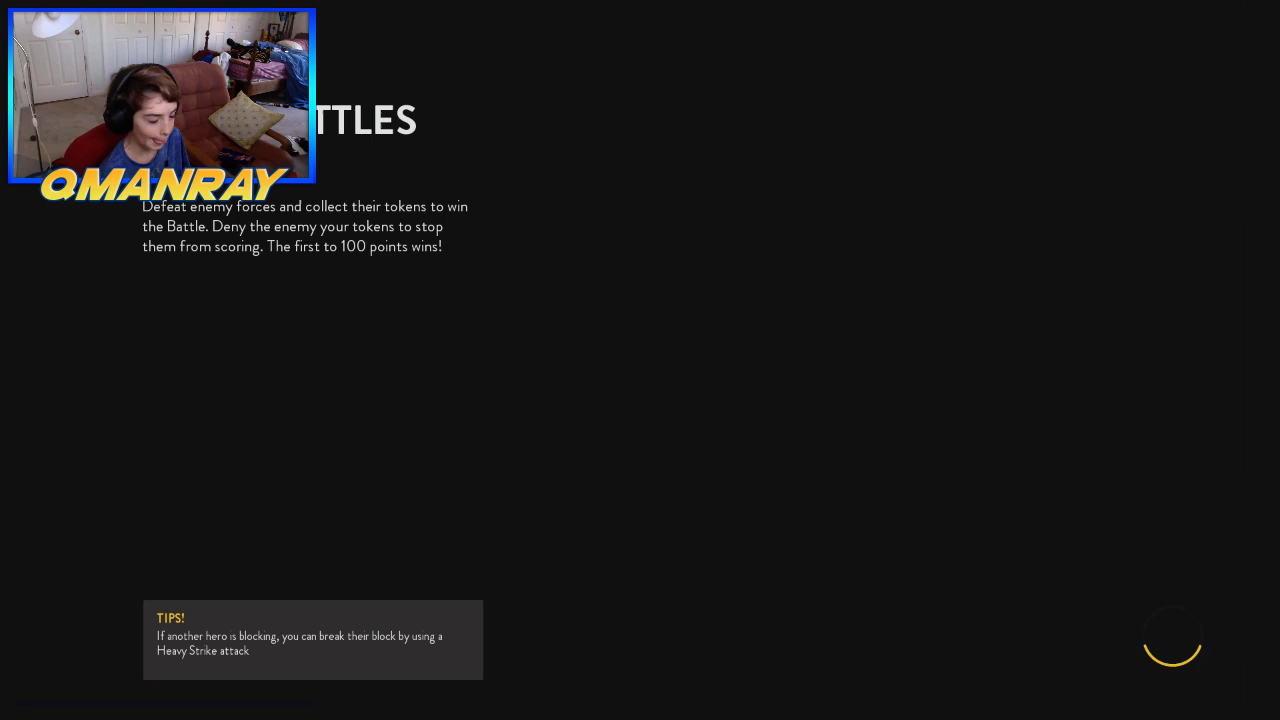 TTLES
QMANRAY
Defeat enemy forces and collect their tokens to win
the Battle. Deny the enemy your tokens to stop
them from scoring. The first to 100 points wins!
TIPS!
If another hero is blocking, you can break their block by using a
Heavy Strike attack